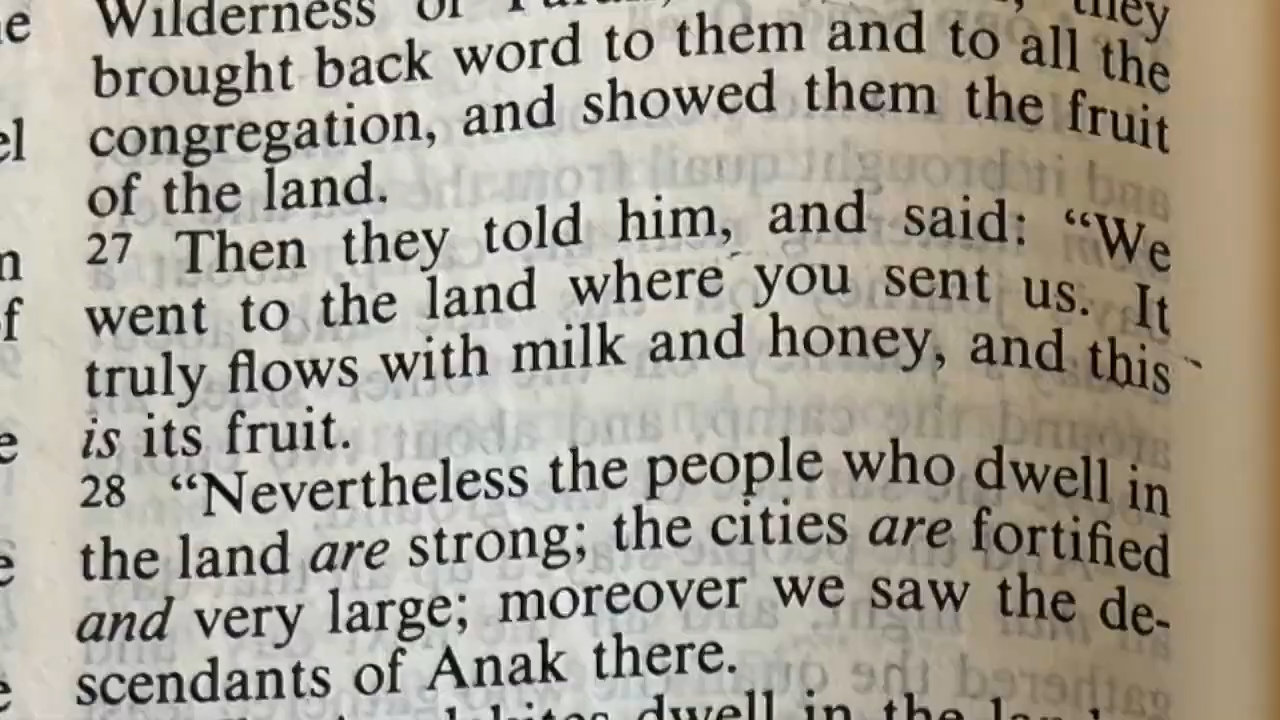 Wilderness of they
brought back word to them and to all the
congregation, and showed them the fruit
of the land.
27 Then they told him, and said: “We
went to the land where you sent us. It
truly flows with milk and honey, and this
is its fruit.
28 “Nevertheless the people who dwell in
the land are strong; the cities are fortified
and very large; moreover we saw the de-
scendants of Anak there.
dwell in the